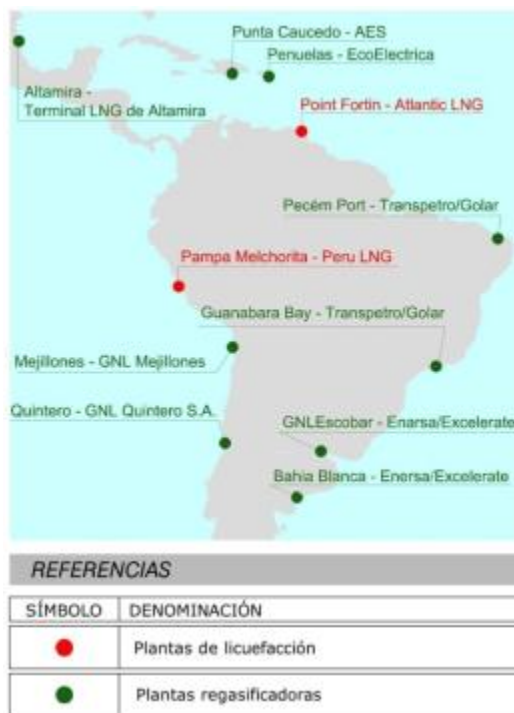 Punta Caucedo - AES
Penuelas - EcoElectrica
Altamira -
Terminal LNG de Altamira
Point Fortin - Atlantic LNG
Pecém Port - Transpetro/Golar
Pampa Melchorita - Peru LNG
Guanabara Bay - Transpetro/Golar
Mejillones - GNL Mejillones
Quintero - GNL Quintero S.A.
GNLEscobar - Enarsa/Excelerate
Bahia Blanca - Enersa/Excelerate
REFERENCIAS
SÍMBOLO DENOMINACIÓN
Plantas de licuefacción
Plantas regasificadoras